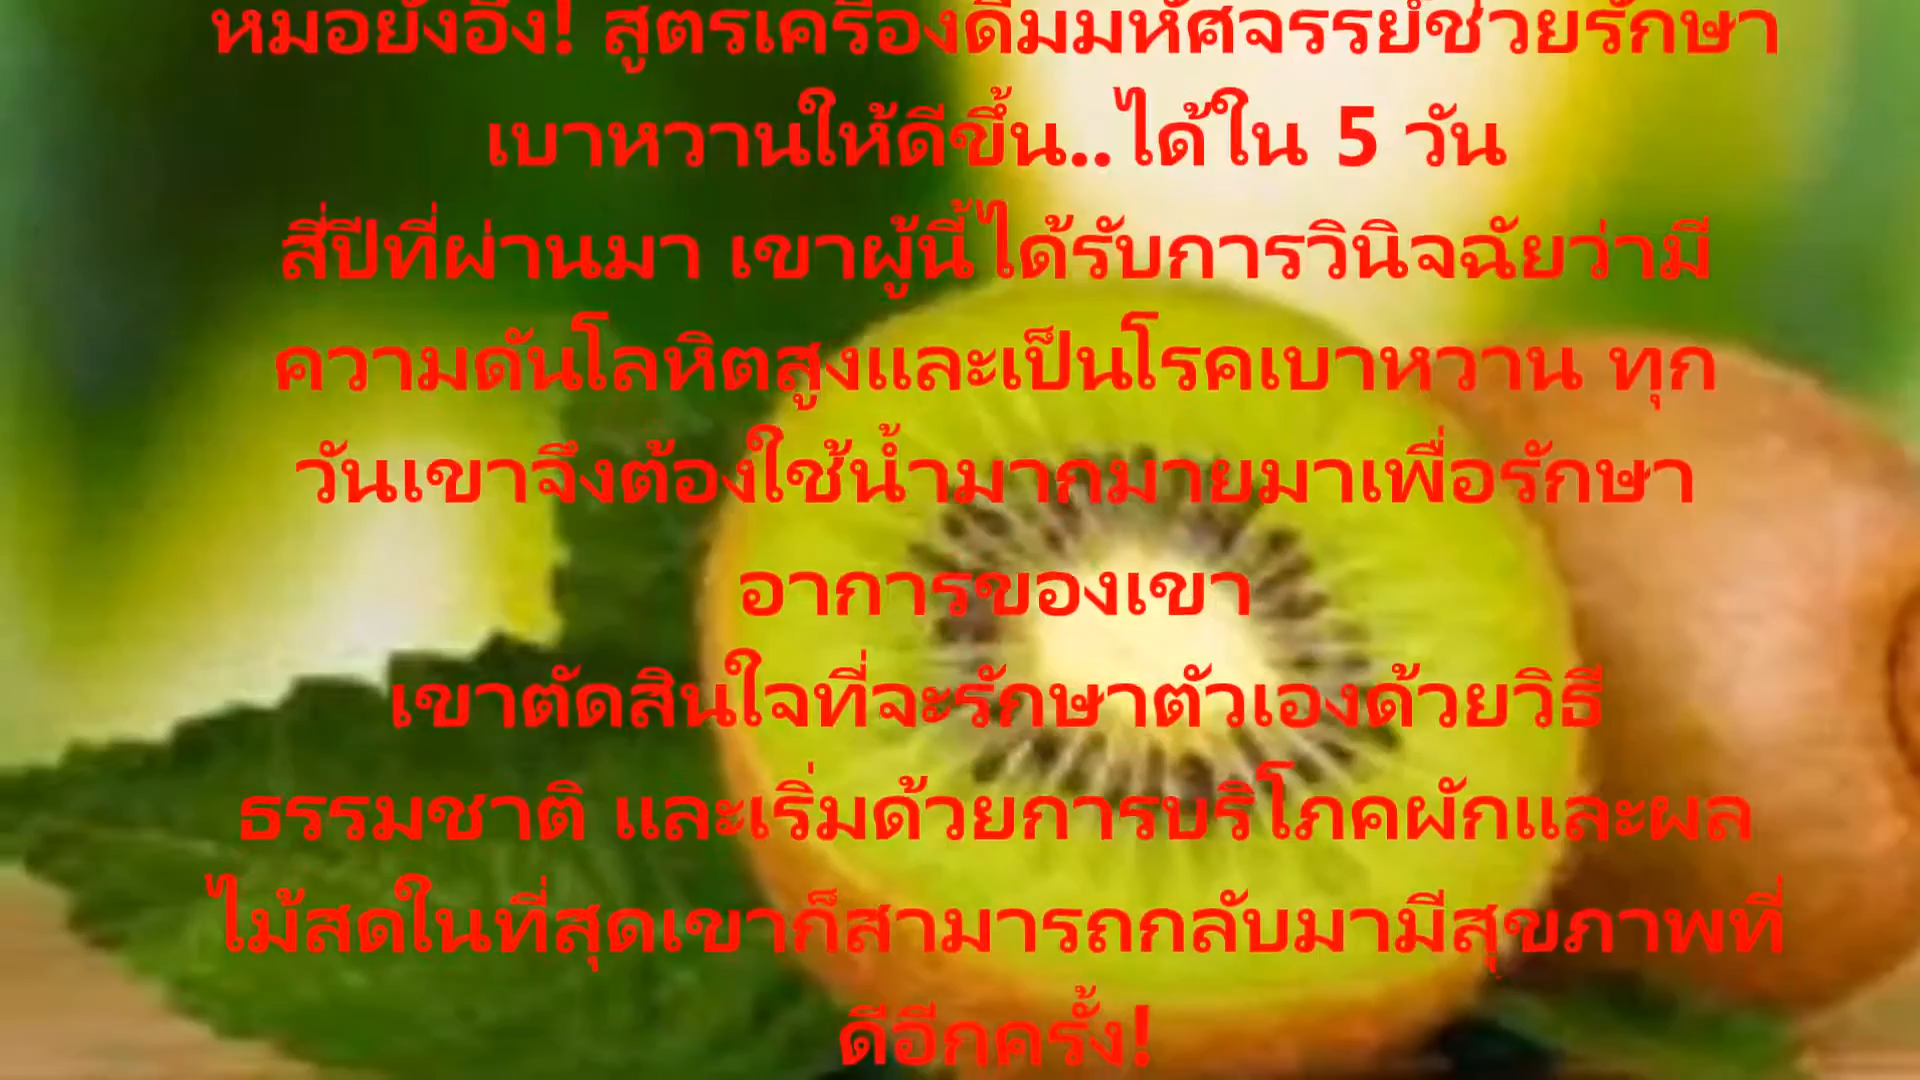 หมอยังอึ้ง! สูตรเครื่องดื่มมหัศจรรย์ช่วยรักษา
เบาหวานให้ดีขึ้น..ได้ใน 5 วัน
สี่ปีที่ผ่านมา เขาผู้นี้ได้รับการวินิจฉัยว่ามี
ความดันโลหิตสูงและเป็นโรคเบาหวาน ทุก
วันเขาจึงต้องใช้น้ำมากมายมาเพื่อรักษา
อาการของเขา
เขาตัดสินใจที่จะรักษาตัวเองด้วยวิธี
ธรรมชาติ และเริ่มด้วยการบริโภคผักและผล
ไม้สดในที่สุดเขาก็สามารถกลับมามีสุขภาพที่
ดีอีกครั้ง!